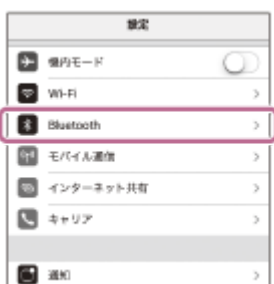 設定
機内モード
Wi-Fi
Bluetooth
モバイル通信
インターネット共有
キャリア
通知